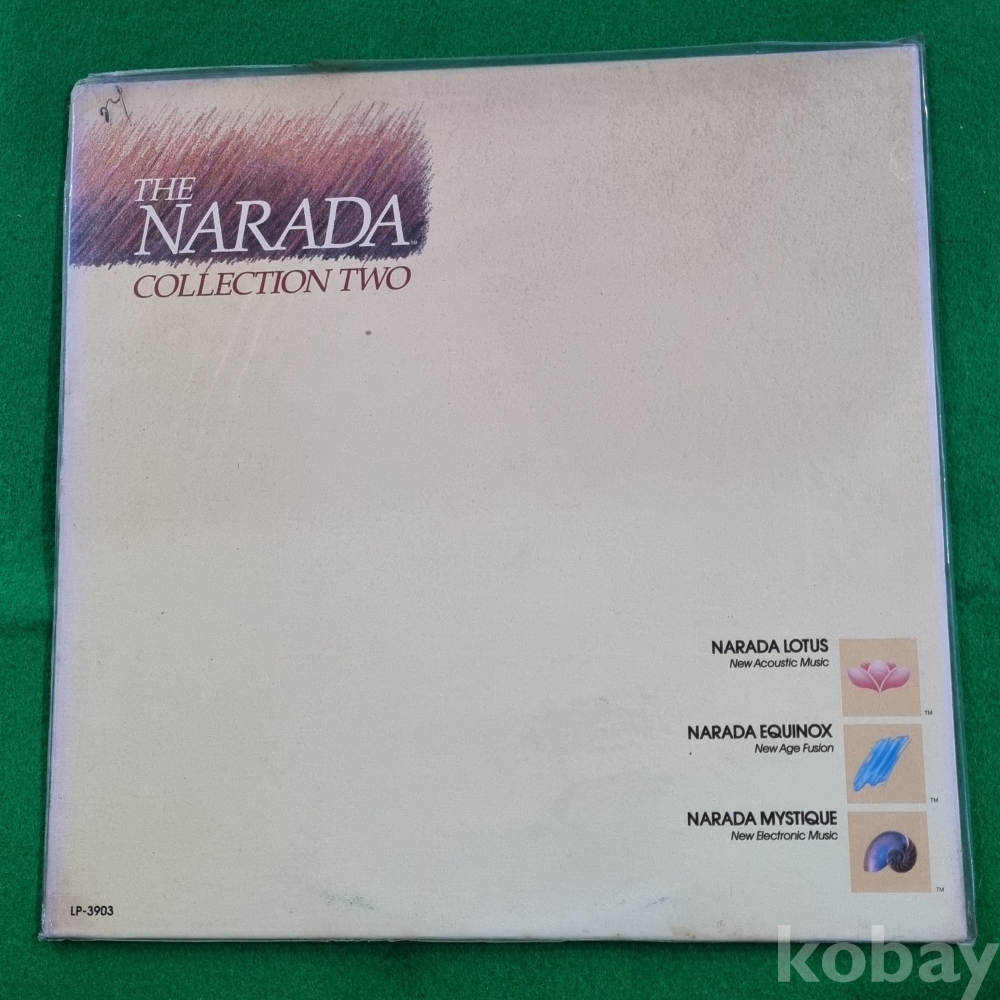 THE
NARADA
COLLECTION TWO
NARADA LOTUS
New Acoustic Music
TM
NARADA EQUINOX
New Age Fusion
TM
NARADA MYSTIQUE
New Electronic Music
TM
LP-3903
kobay